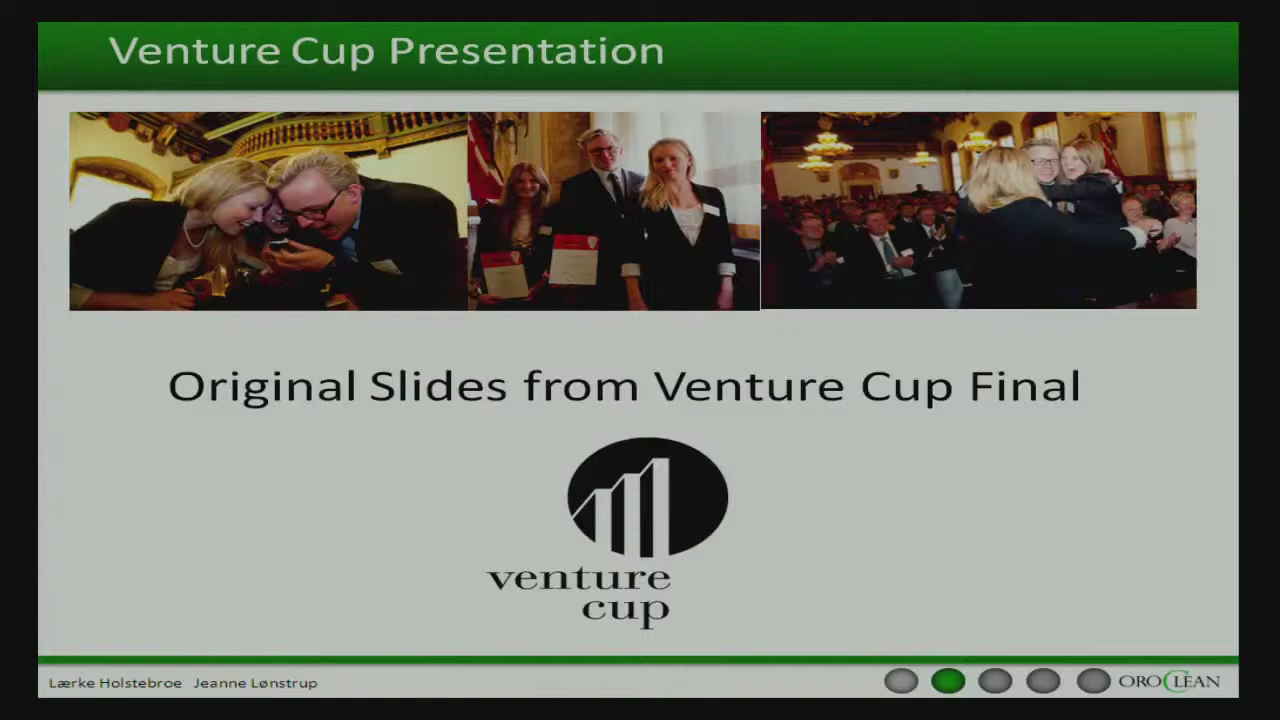 Venture Cup Presentation
Original Slides from Venture Cup Final
venture
cup
Lærke Holstebroe Jeanne Lønstrup
OROCLEAN